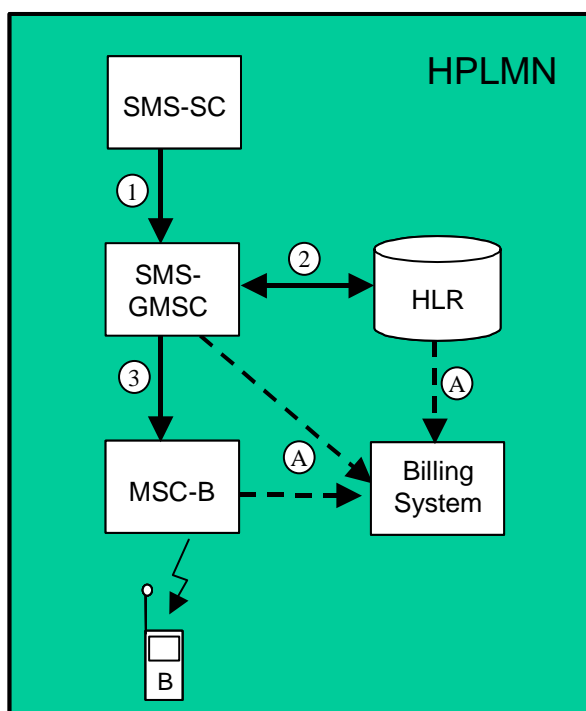 HPLMN
SMS-SC
1
SMS-
GMSC
2
HLR
3
A
A
MSC-B
Billing
System
B